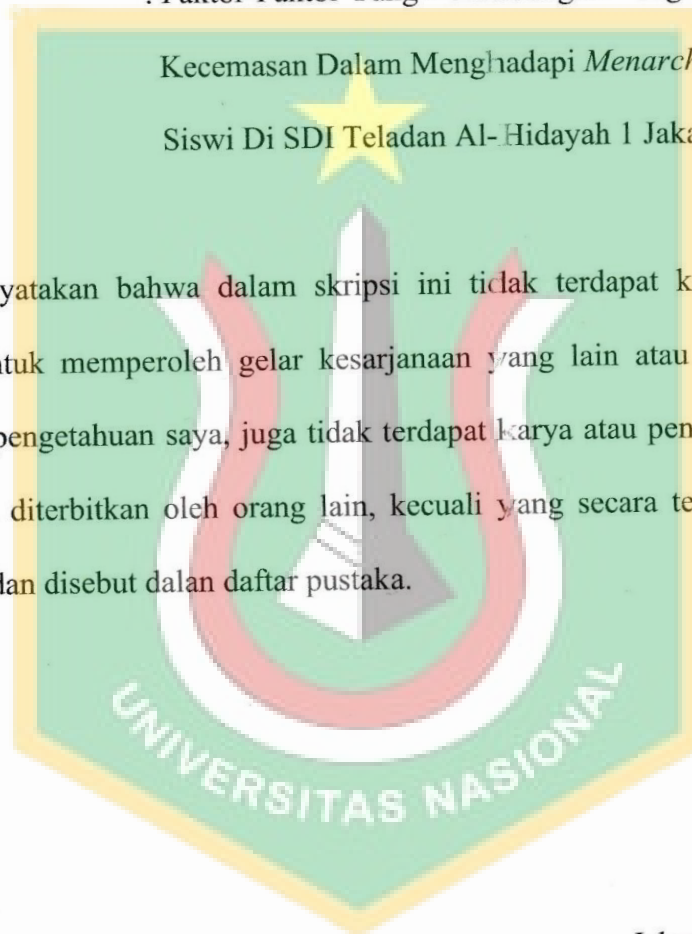 Kecemasan Dalam Menghadapi Menarch
Siswi Di SDI Teladan Al-Hidayah 1 Jaka
yatakan bahwa dalam skripsi ini tidak terdapat k
tuk memperoleh gelar kesarjanaan yang lain atau
pengetahuan saya, juga tidak terdapat karya atau pen
diterbitkan oleh orang lain, kecuali yang secara te
dan disebut dalan daftar pustaka.
UNIVERSITAS NASIONAL